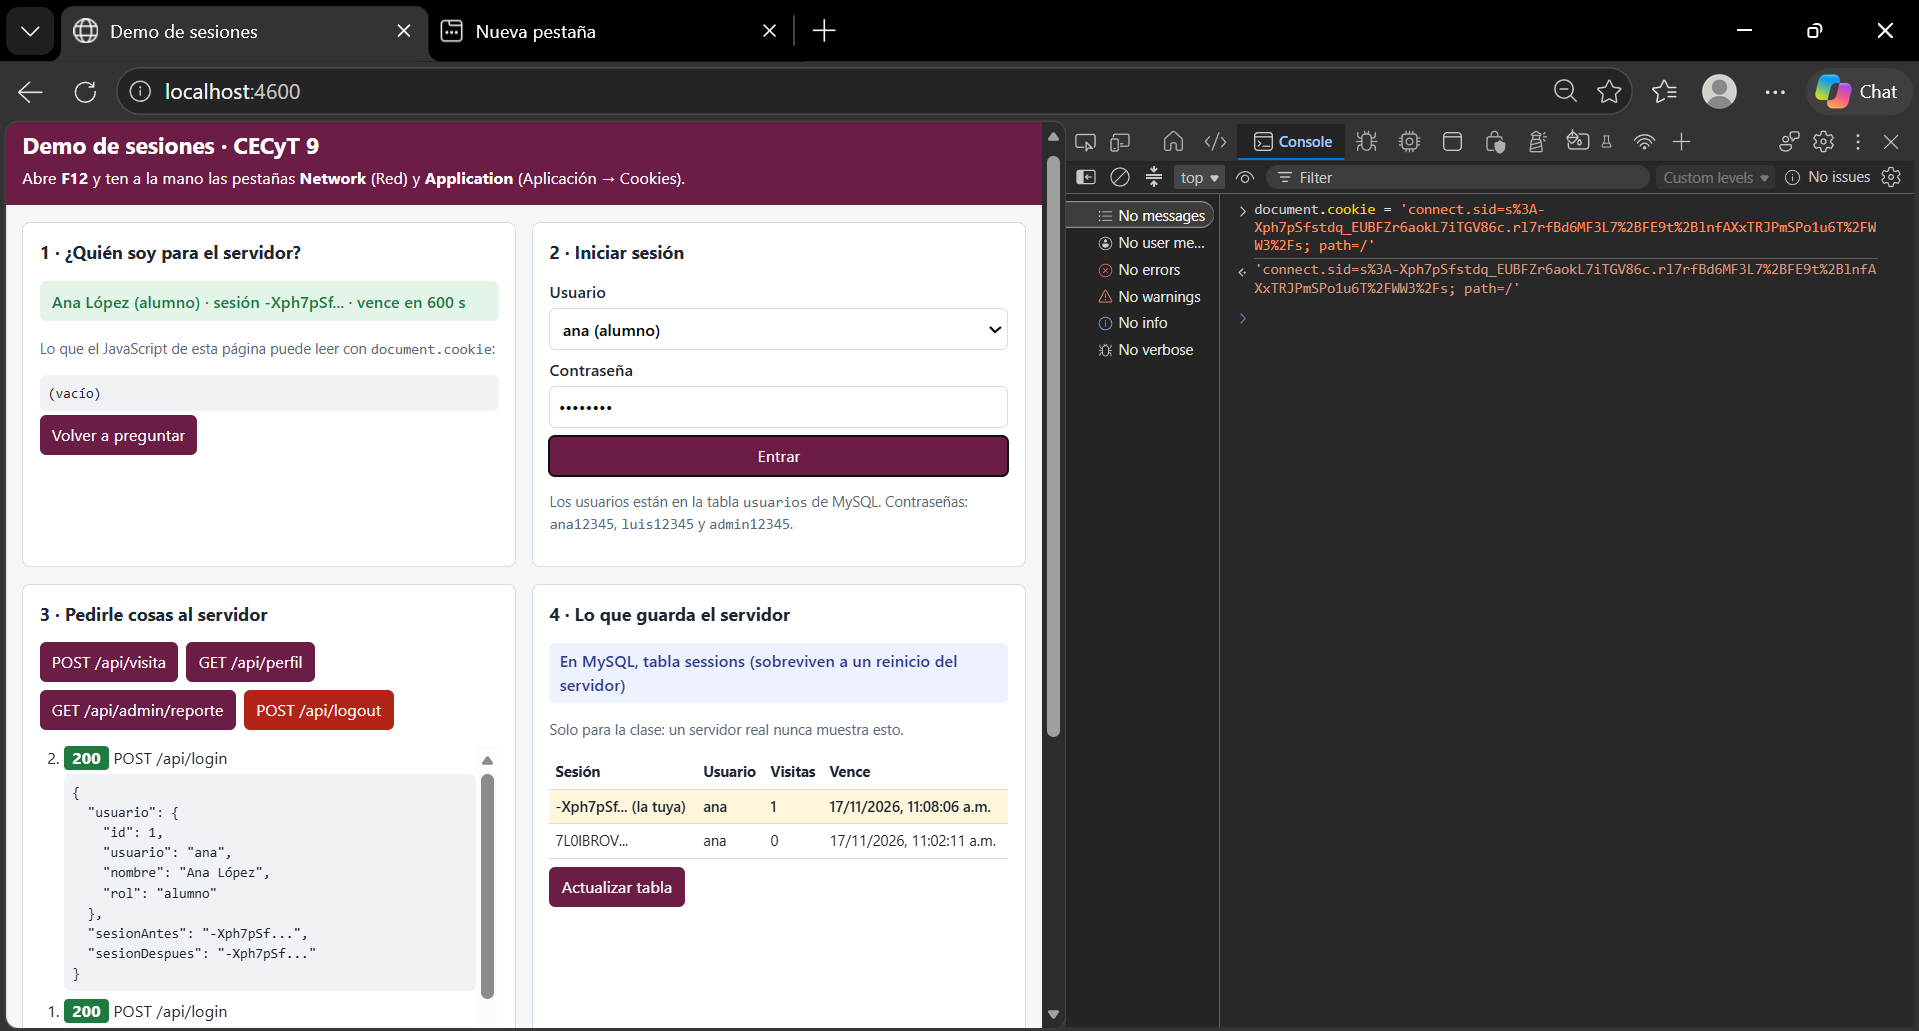 Demo de sesiones
Nueva pestaña
localhost:4600
Chat
Demo de sesiones · CECyT 9
Abre F12 y ten a la mano las pestañas Network (Red) y Application (Aplicación → Cookies).
1 · ¿Quién soy para el servidor?
Ana López (alumno) · sesión -Xph7pSf... · vence en 600 s
Lo que el JavaScript de esta página puede leer con document.cookie:
(vacío)
Volver a preguntar
2 · Iniciar sesión
Usuario
ana (alumno)
Contraseña
••••••••
Entrar
Los usuarios están en la tabla usuarios de MySQL. Contraseñas:
ana12345, luis12345 y admin12345.
3 · Pedirle cosas al servidor
POST /api/visita
GET /api/perfil
GET /api/admin/reporte
POST /api/logout
2. 200 POST /api/login
{
"usuario": {
"id": 1,
"usuario": "ana",
"nombre": "Ana López",
"rol": "alumno"
},
"sesionAntes": "-Xph7pSf...",
"sesionDespues": "-Xph7pSf..."
}
1. 200 POST /api/login
4 · Lo que guarda el servidor
En MySQL, tabla sessions (sobreviven a un reinicio del
servidor)
Solo para la clase: un servidor real nunca muestra esto.
Sesión Usuario Visitas Vence
-Xph7pSf... (la tuya) ana 1 17/11/2026, 11:08:06 a.m.
7L0IBROV... ana 0 17/11/2026, 11:02:11 a.m.
Actualizar tabla
Console
top
Filter
Custom levels
No issues
No messages
No user me...
No errors
No warnings
No info
No verbose
document.cookie = 'connect.sid=s%3A-
Xph7pSfstdq_EUBFZr6aokL7iTGV86c.rl7rfBd6MF3L7%2BFE9t%2BlnfAXxTRJPmSPo1u6T%2FW
W3%2Fs; path=/'
'connect.sid=s%3A-Xph7pSfstdq_EUBFZr6aokL7iTGV86c.rl7rfBd6MF3L7%2BFE9t%2BlnfA
XxTRJPmSPo1u6T%2FWW3%2Fs; path=/'